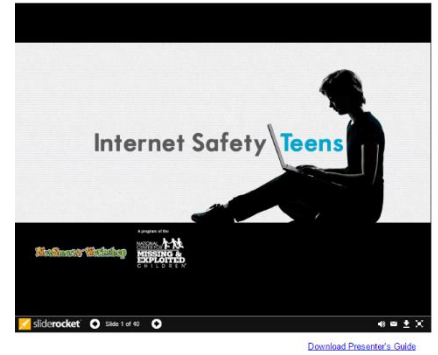 Internet Safety Teens
A program of the
NetSmartz Workshop
NATIONAL
CENTER FOR
MISSING &
EXPLOITED
CHILDREN®
sliderocket
Slide 1 of 40
Download Presenter's Guide